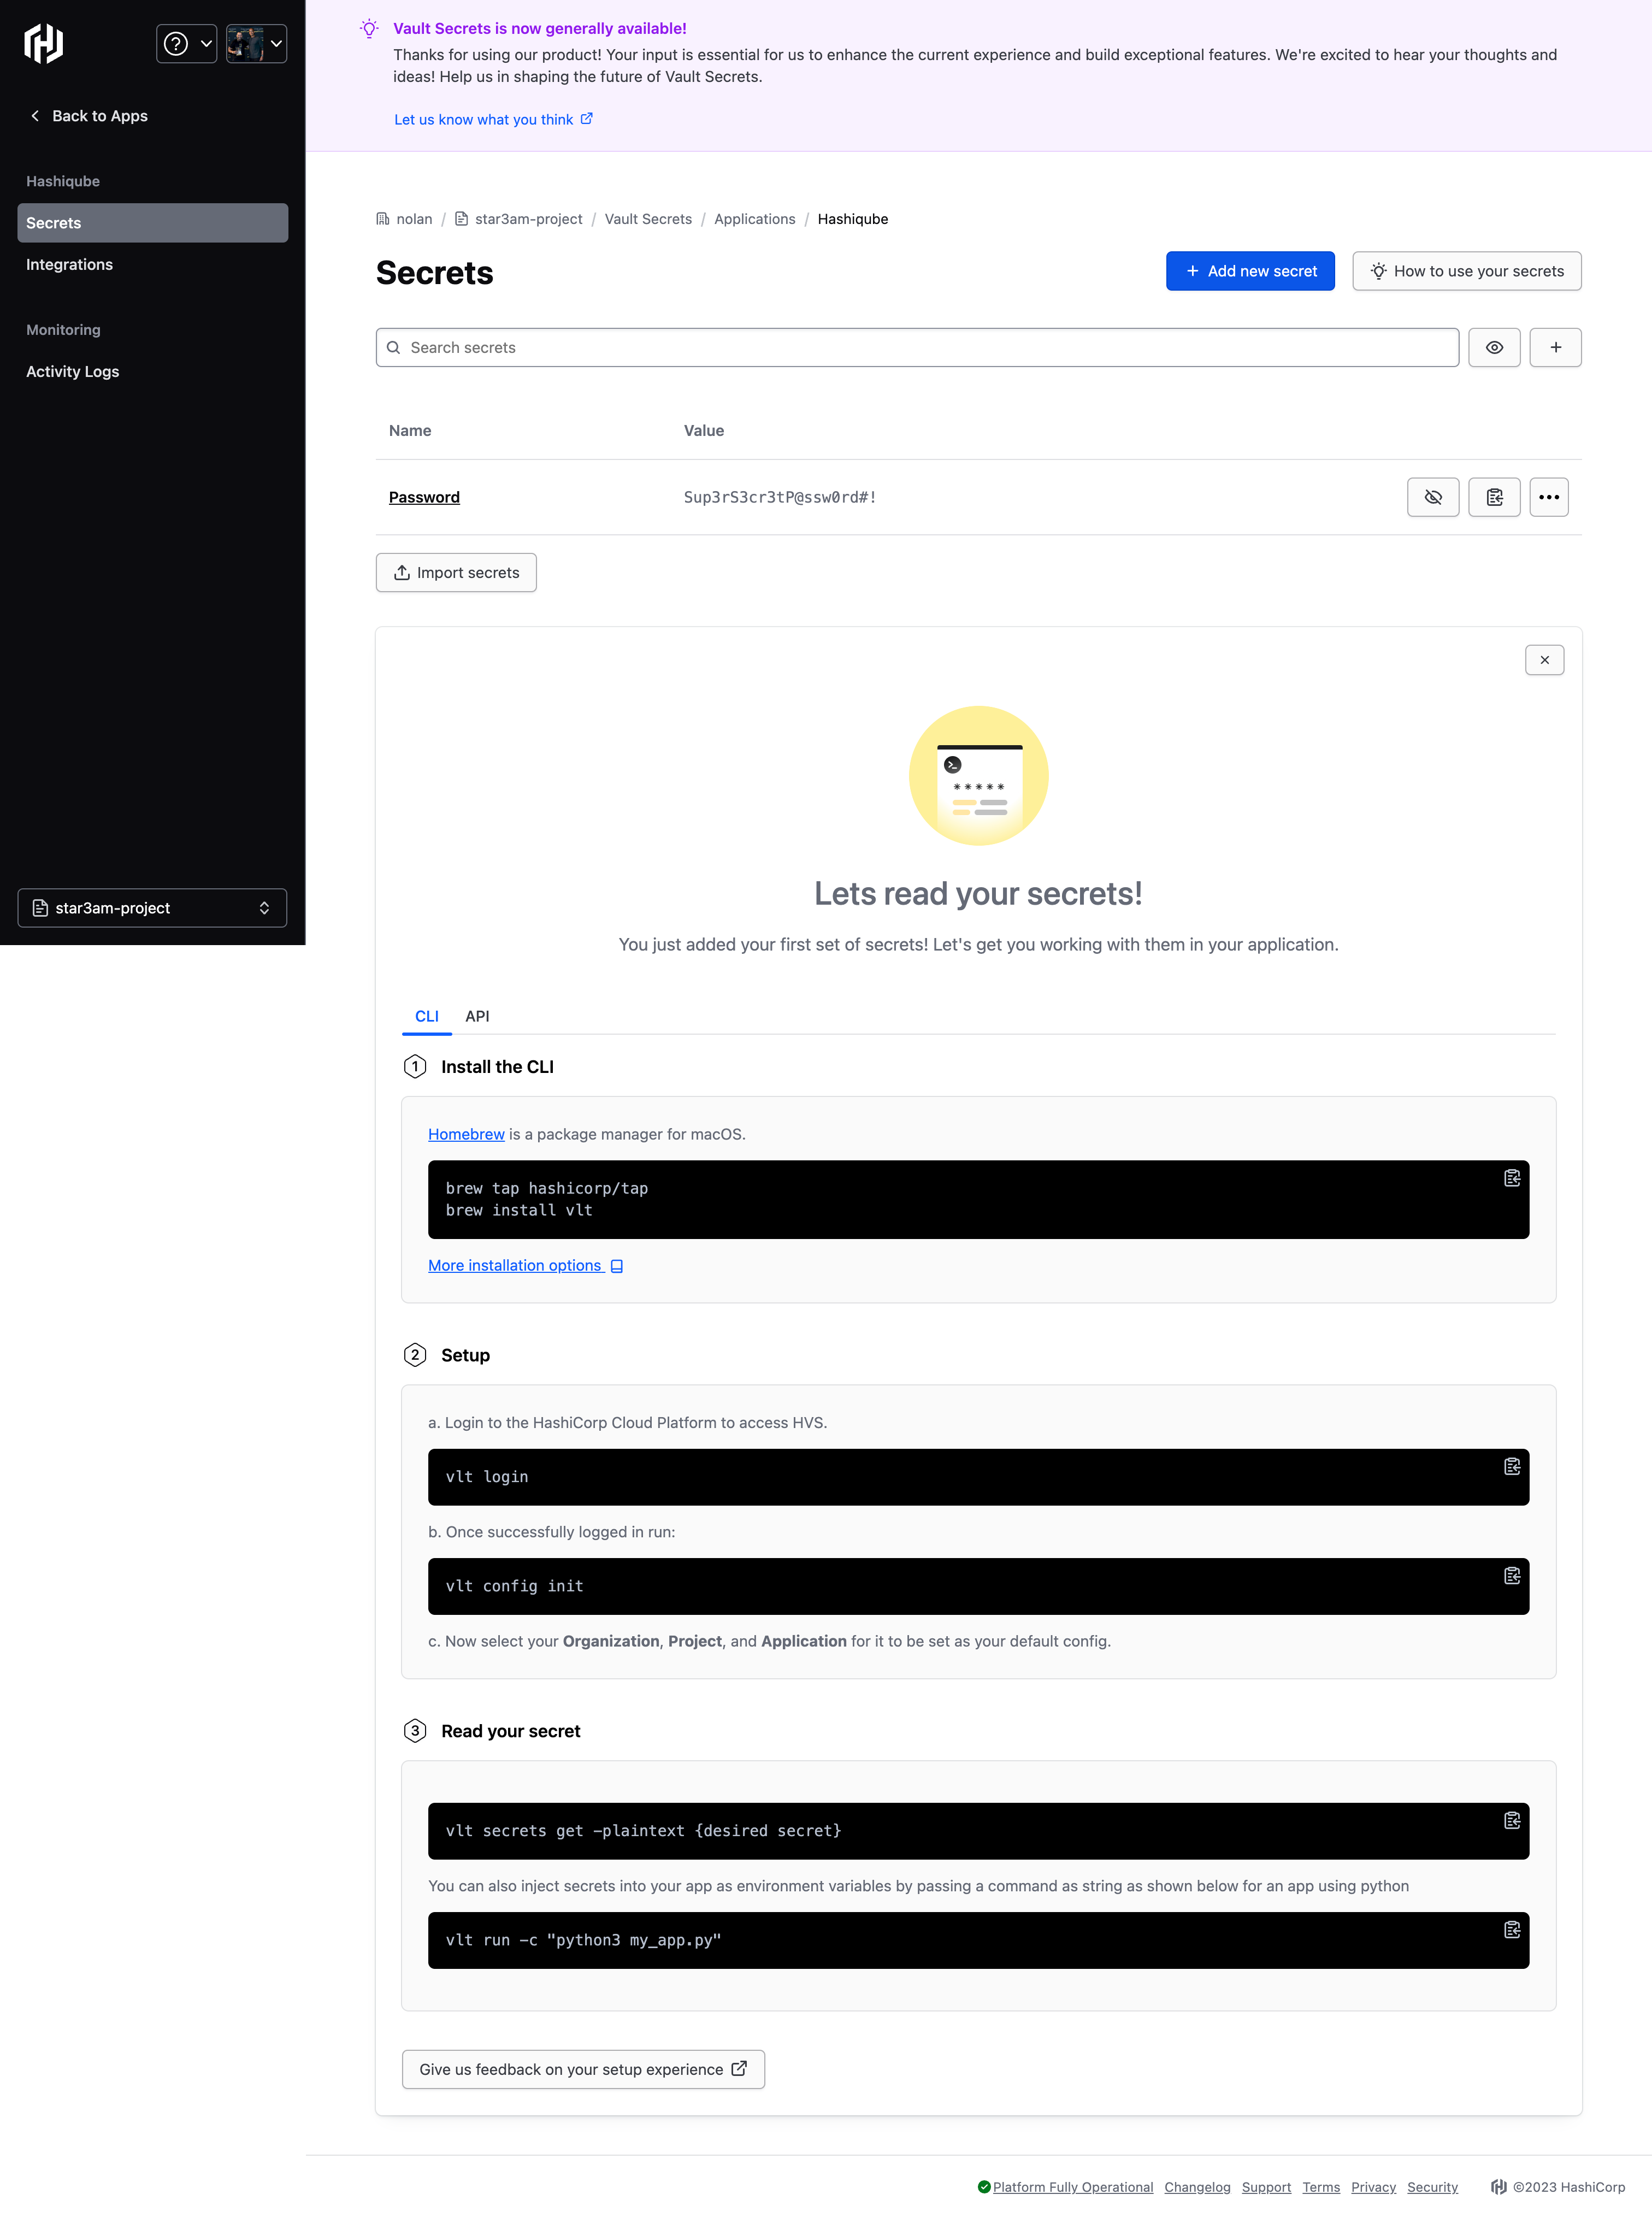 Vault Secrets is now generally available!
Thanks for using our product! Your input is essential for us to enhance the current experience and build exceptional features. We're excited to hear your thoughts and
ideas! Help us in shaping the future of Vault Secrets.
Let us know what you think
Back to Apps
Hashiqube
Secrets
Integrations
Monitoring
Activity Logs
star3am-project
nolan / star3am-project / Vault Secrets / Applications / Hashiqube
Secrets
+ Add new secret
How to use your secrets
Search secrets
Name Value
Password Sup3rS3cr3tP@ssw0rd#!
Import secrets
*****
Lets read your secrets!
You just added your first set of secrets! Let's get you working with them in your application.
CLI API
1 Install the CLI
Homebrew is a package manager for macOS.
brew tap hashicorp/tap
brew install vlt
More installation options
2 Setup
a. Login to the HashiCorp Cloud Platform to access HVS.
vlt login
b. Once successfully logged in run:
vlt config init
c. Now select your Organization, Project, and Application for it to be set as your default config.
3 Read your secret
vlt secrets get -plaintext {desired secret}
You can also inject secrets into your app as environment variables by passing a command as string as shown below for an app using python
vlt run -c "python3 my_app.py"
Give us feedback on your setup experience
Platform Fully Operational Changelog Support Terms Privacy Security ©2023 HashiCorp